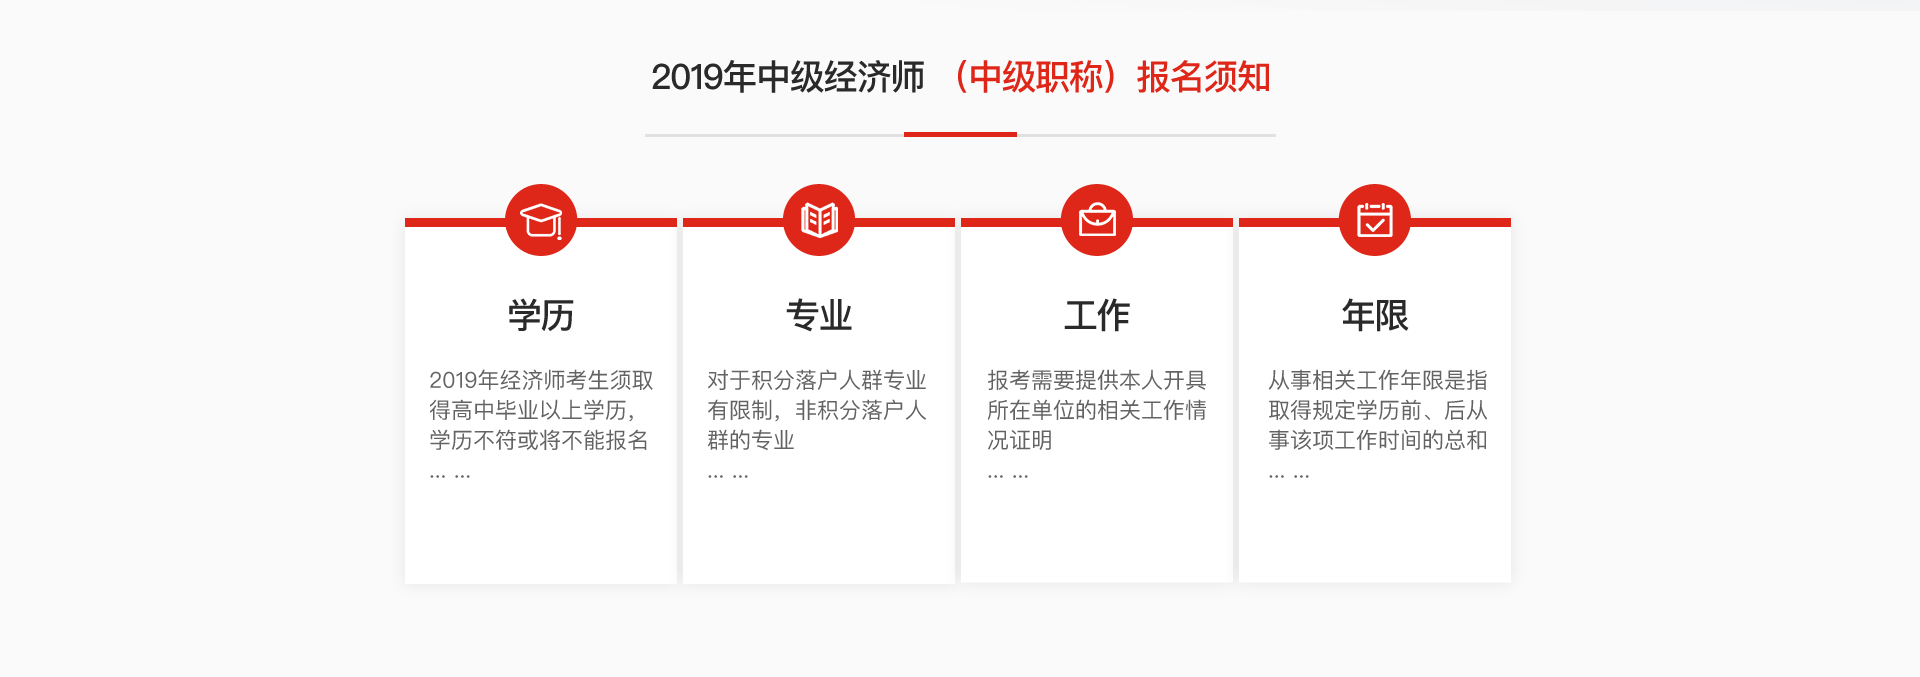 2019年中级经济师 （中级职称）报名须知
学历
2019年经济师考生须取
得高中毕业以上学历，
学历不符或将不能报名
... ...
专业
对于积分落户人群专业
有限制，非积分落户人
群的专业
... ...
工作
报考需要提供本人开具
所在单位的相关工作情
况证明
... ...
年限
从事相关工作年限是指
取得规定学历前、后从
事该项工作时间的总和
... ...